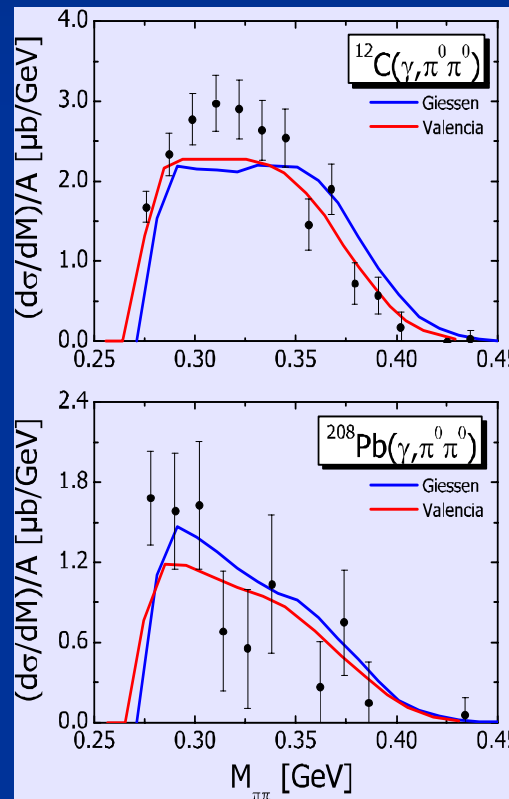 4.0
3.0
2.0
1.0
0.0
(dσ/dM)/A [μb/GeV]
¹²C(γ,π⁰π⁰)
Giessen
Valencia
0.25 0.30 0.35 0.40 0.45
2.4
1.8
1.2
0.6
0.0
(dσ/dM)/A [μb/GeV]
²⁰⁸Pb(γ,π⁰π⁰)
Giessen
Valencia
0.25 0.30 0.35 0.40 0.45
M_ππ [GeV]